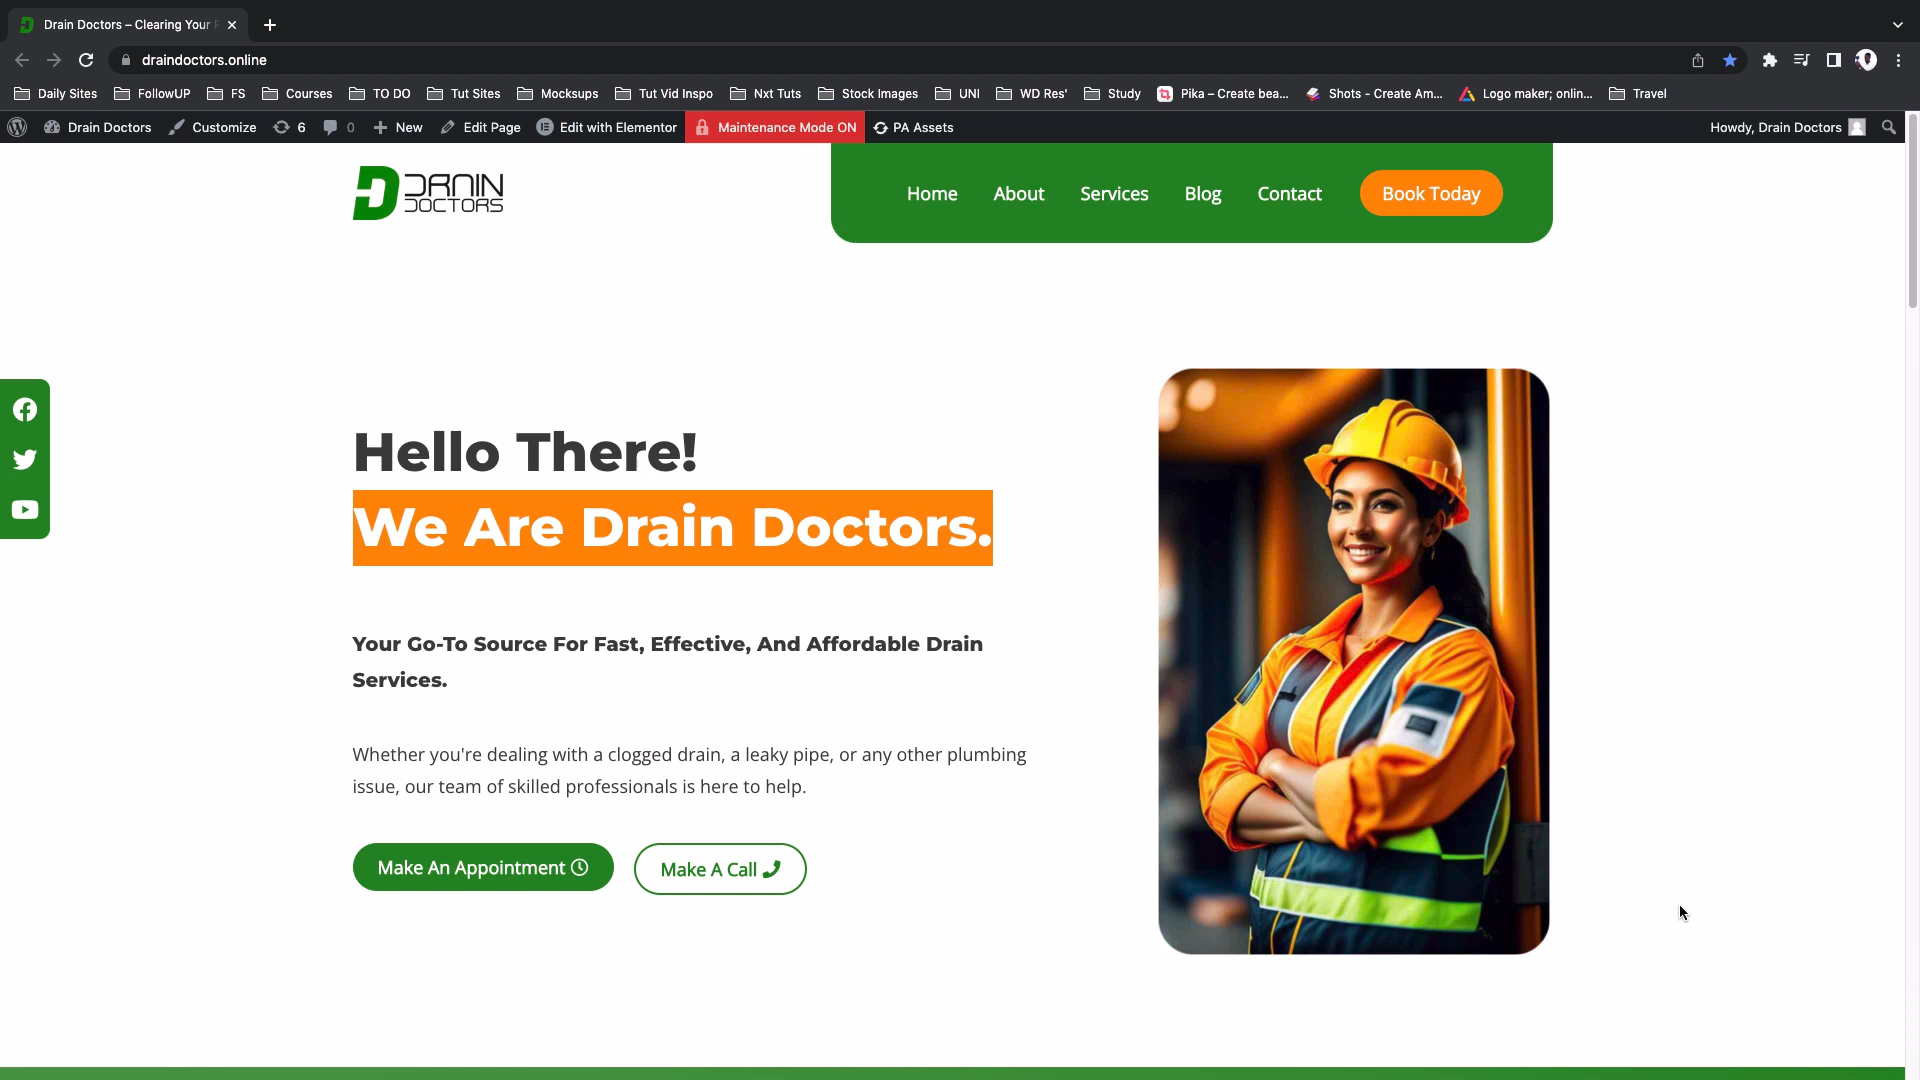 Drain Doctors – Clearing Your
draindoctors.online
Daily Sites FollowUP FS Courses TO DO Tut Sites Mocksups Tut Vid Inspo Nxt Tuts Stock Images UNI WD Res' Study Pika – Create bea... Shots - Create Am... Logo maker; onlin... Travel
Drain Doctors Customize 6 0 New Edit Page Edit with Elementor Maintenance Mode ON PA Assets Howdy, Drain Doctors
DRAIN
DOCTORS
Home About Services Blog Contact Book Today
Hello There!
We Are Drain Doctors.
Your Go-To Source For Fast, Effective, And Affordable Drain
Services.
Whether you're dealing with a clogged drain, a leaky pipe, or any other plumbing
issue, our team of skilled professionals is here to help.
Make An Appointment Make A Call